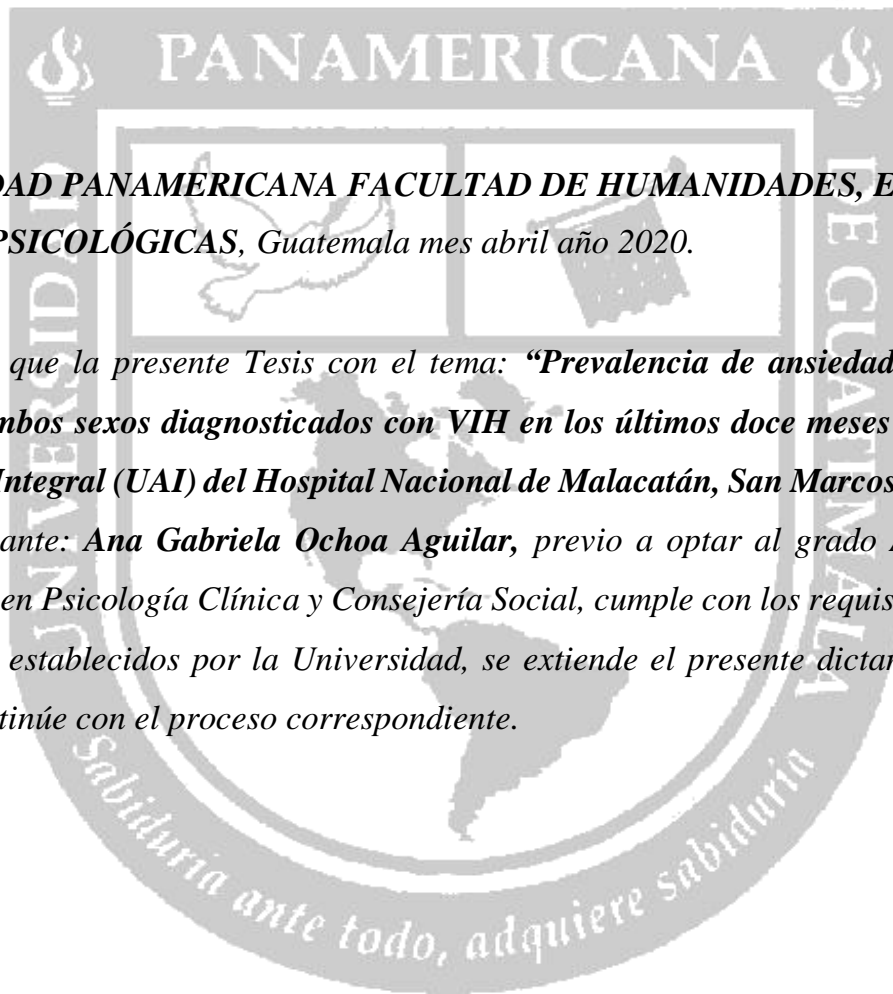 PANAMERICANA
UNIVERSIDAD
DE GUATEMALA
DAD PANAMERICANA FACULTAD DE HUMANIDADES, E
PSICOLÓGICAS, Guatemala mes abril año 2020.
que la presente Tesis con el tema: “Prevalencia de ansiedad
mbos sexos diagnosticados con VIH en los últimos doce meses
Integral (UAI) del Hospital Nacional de Malacatán, San Marcos
ante: Ana Gabriela Ochoa Aguilar, previo a optar al grado
en Psicología Clínica y Consejería Social, cumple con los requis
establecidos por la Universidad, se extiende el presente dictar
tinúe con el proceso correspondiente.
Sabiduría ante todo, adquiere sabiduría